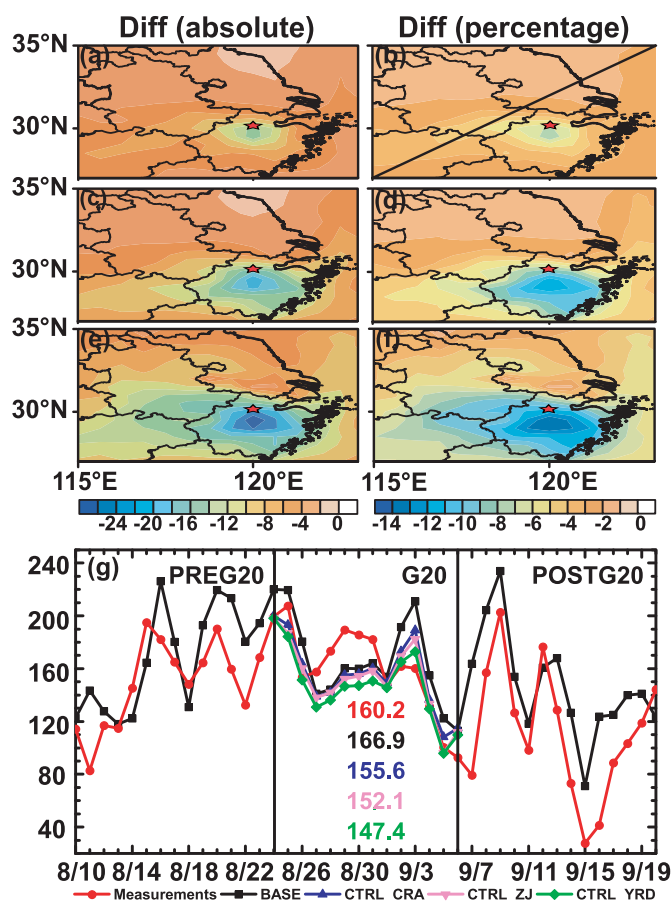 Diff (absolute) Diff (percentage)
35°N (a) (b)
30°N
35°N (c) (d)
30°N
35°N (e) (f)
30°N
115°E 120°E 115°E 120°E
-24 -20 -16 -12 -8 -4 0 -14 -12 -10 -8 -6 -4 -2 0
(g) PREG20 G20 POSTG20
240
200
160
120
80
40
160.2
166.9
155.6
152.1
147.4
8/10 8/14 8/18 8/22 8/26 8/30 9/3 9/7 9/11 9/15 9/19
Measurements BASE CTRL CRA CTRL ZJ CTRL YRD